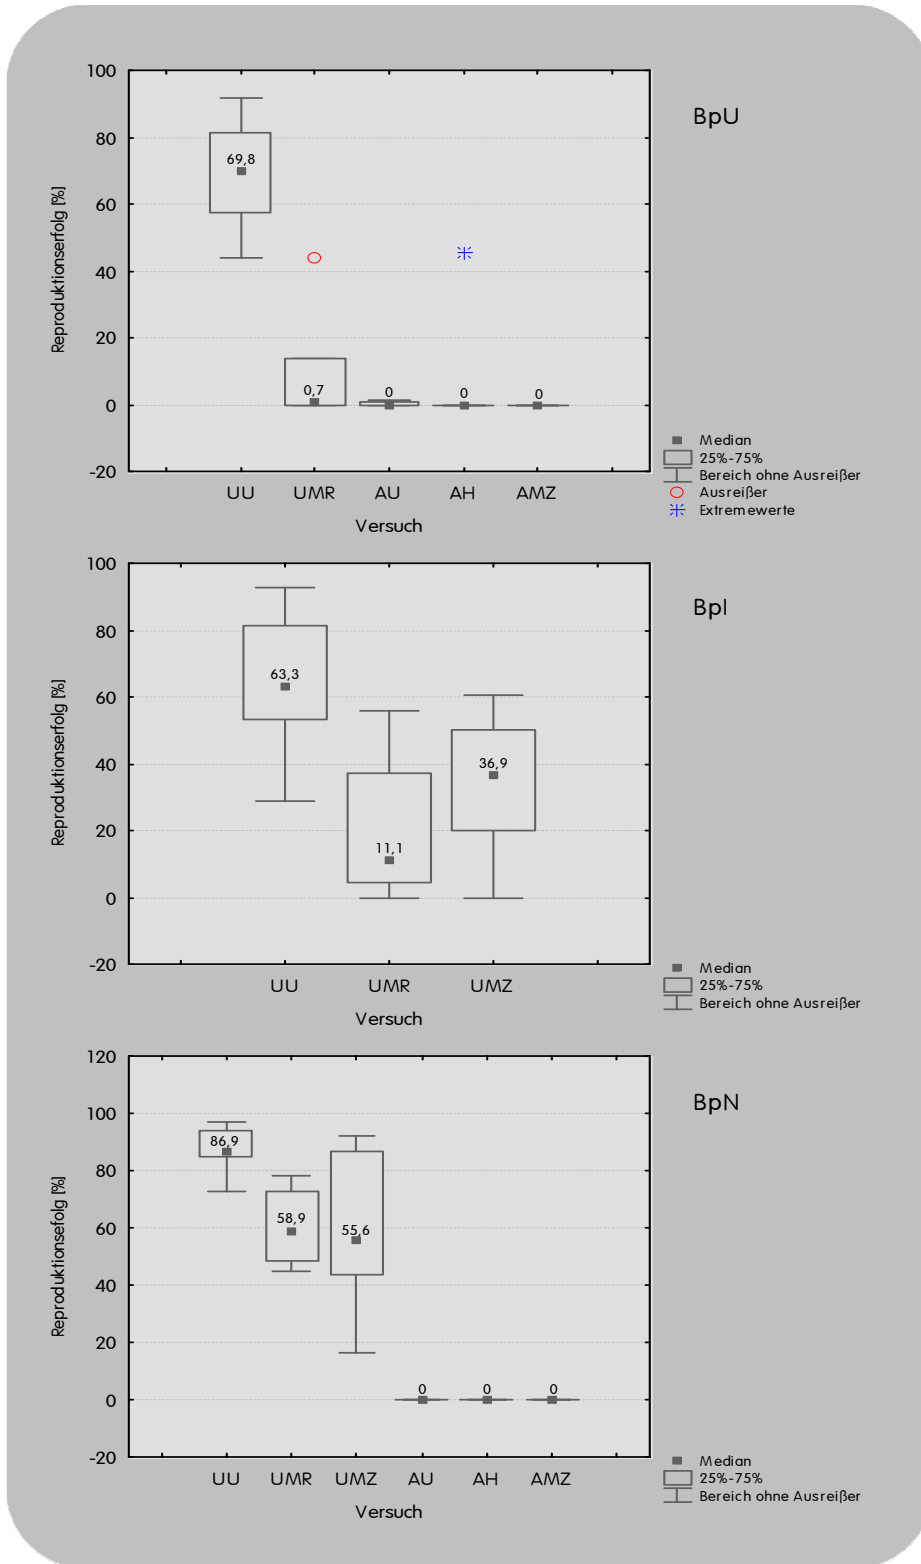 BpU
Reproduktionserfolg [%]
100
80
60
40
20
0
-20
69,8
0,7
0
0
0
UU UMR AU AH AMZ
Versuch
Median
25%-75%
Bereich ohne Ausreißer
Ausreißer
Extremewerte
BpI
Reproduktionserfolg [%]
100
80
60
40
20
0
-20
63,3
11,1
36,9
UU UMR UMZ
Versuch
Median
25%-75%
Bereich ohne Ausreißer
BpN
Reproduktionsefolg [%]
120
100
80
60
40
20
0
-20
86,9
58,9
55,6
0
0
0
UU UMR UMZ AU AH AMZ
Versuch
Median
25%-75%
Bereich ohne Ausreißer